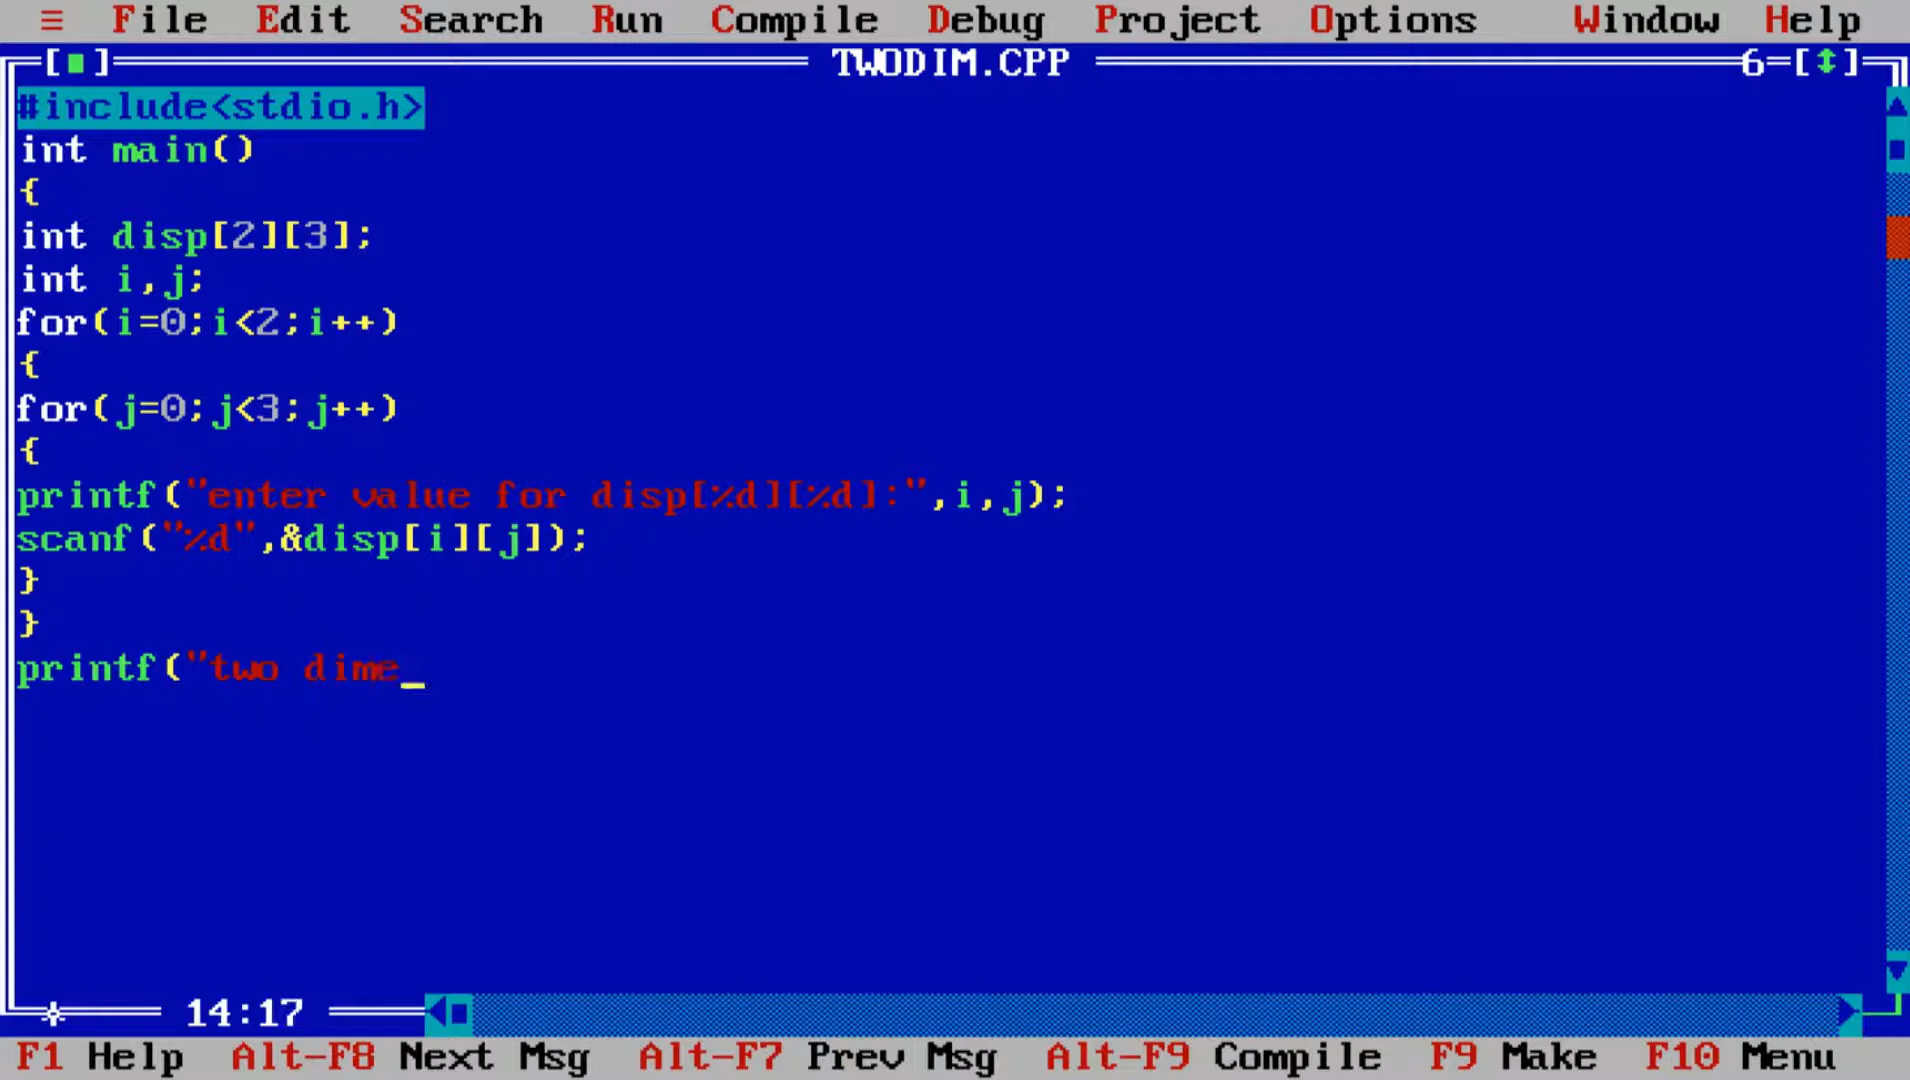 ≡ File Edit Search Run Compile Debug Project Options Window Help
[■] TWODIM.CPP 6=[↕]
#include<stdio.h>
int main()
{
int disp[2][3];
int i,j;
for(i=0;i<2;i++)
{
for(j=0;j<3;j++)
{
printf("enter value for disp[%d][%d]:",i,j);
scanf("%d",&disp[i][j]);
}
}
printf("two dime_
14:17
F1 Help Alt-F8 Next Msg Alt-F7 Prev Msg Alt-F9 Compile F9 Make F10 Menu